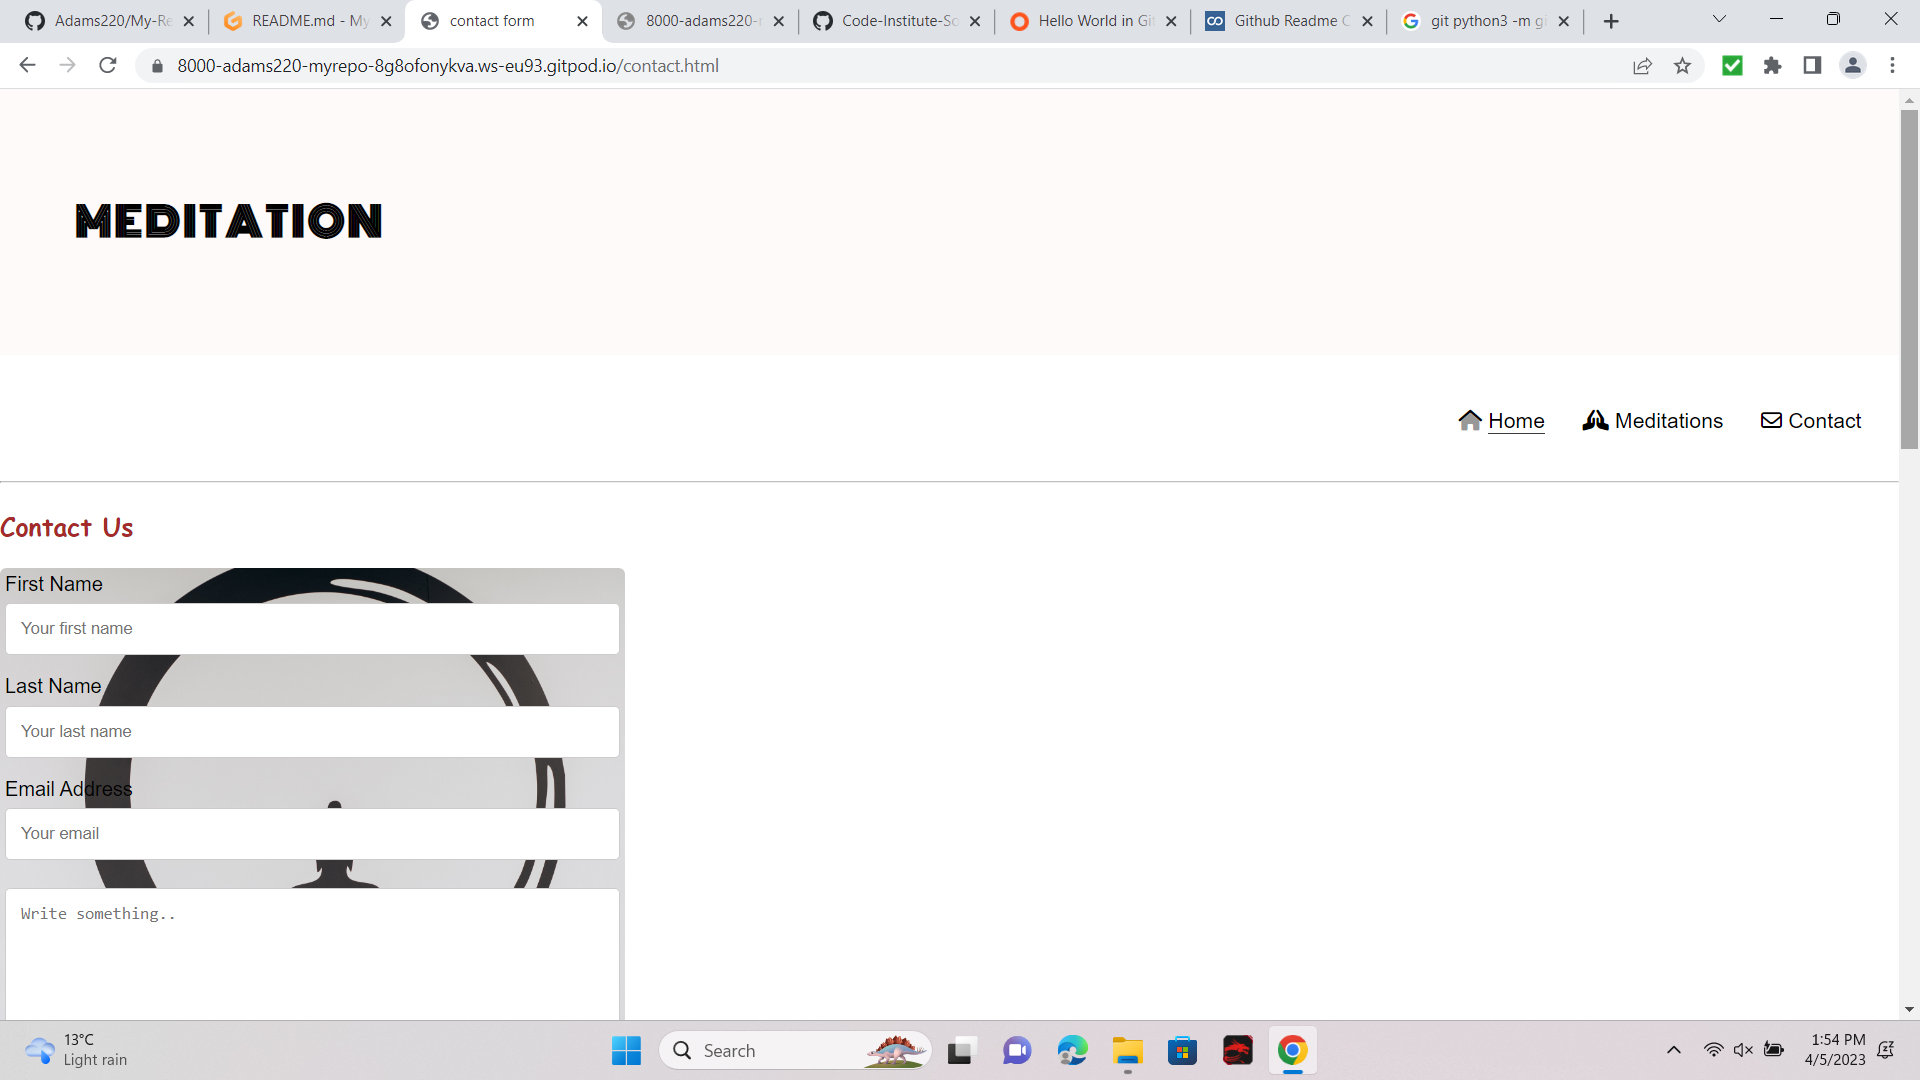 Adams220/My-Re
README.md - My
contact form
8000-adams220-
Code-Institute-So
Hello World in Git
Github Readme C
git python3 -m gi
8000-adams220-myrepo-8g8ofonykva.ws-eu93.gitpod.io/contact.html
MEDITATION
Home
Meditations
Contact
Contact Us
First Name
Your first name
Last Name
Your last name
Email Address
Your email
Write something..
13°C
Light rain
Search
1:54 PM
4/5/2023